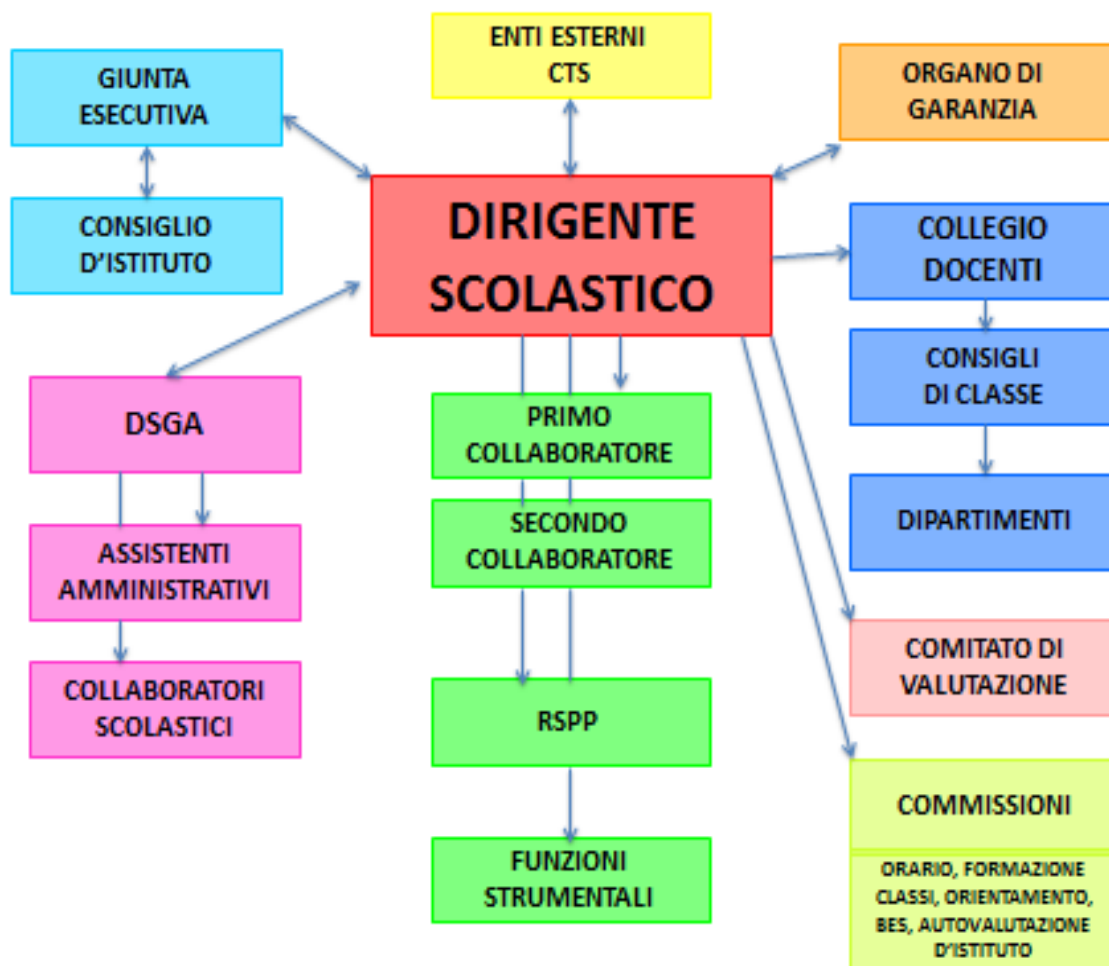 ENTI ESTERNI
CTS
GIUNTA
ESECUTIVA
ORGANO DI
GARANZIA
DIRIGENTE
SCOLASTICO
CONSIGLIO
D'ISTITUTO
COLLEGIO
DOCENTI
CONSIGLI
DI CLASSE
DSGA
PRIMO
COLLABORATORE
DIPARTIMENTI
SECONDO
COLLABORATORE
ASSISTENTI
AMMINISTRATIVI
COMITATO DI
VALUTAZIONE
COLLABORATORI
SCOLASTICI
RSPP
COMMISSIONI
FUNZIONI
STRUMENTALI
ORARIO, FORMAZIONE
CLASSI, ORIENTAMENTO,
BES, AUTOVALUTAZIONE
D'ISTITUTO